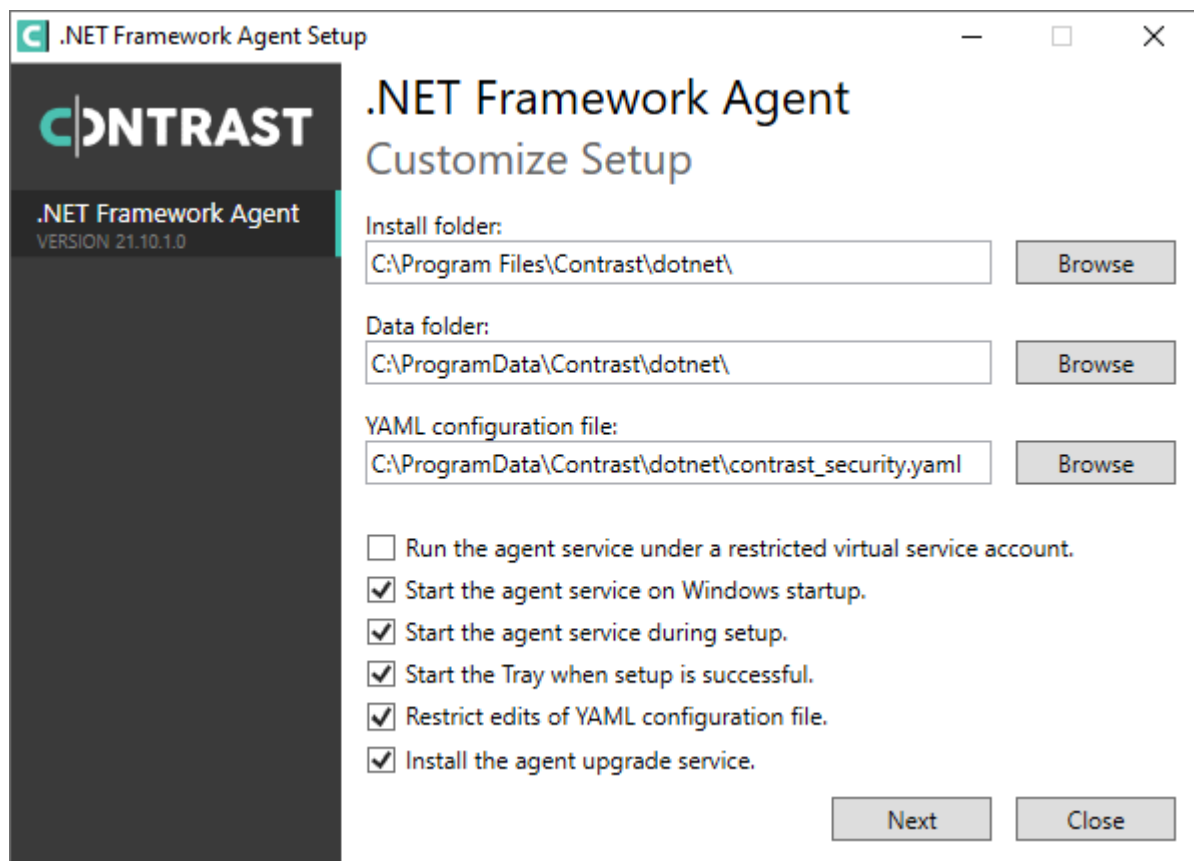 .NET Framework Agent Setup
CONTRAST
.NET Framework Agent
VERSION 21.10.1.0
.NET Framework Agent
Customize Setup
Install folder:
C:\Program Files\Contrast\dotnet\
Browse
Data folder:
C:\ProgramData\Contrast\dotnet\
Browse
YAML configuration file:
C:\ProgramData\Contrast\dotnet\contrast_security.yaml
Browse
Run the agent service under a restricted virtual service account.
Start the agent service on Windows startup.
Start the agent service during setup.
Start the Tray when setup is successful.
Restrict edits of YAML configuration file.
Install the agent upgrade service.
Next
Close